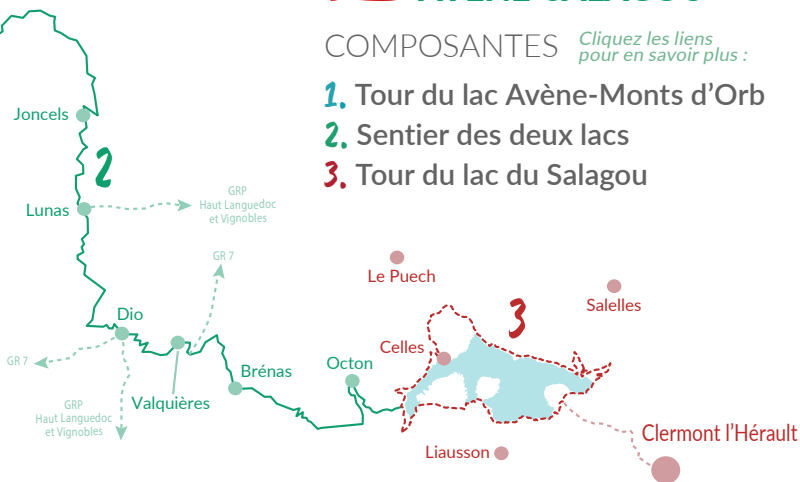 COMPOSANTES
Cliquez les liens
pour en savoir plus :
1. Tour du lac Avène-Monts d'Orb
2. Sentier des deux lacs
3. Tour du lac du Salagou
Joncels
2
Lunas
GRP
Haut Languedoc
et Vignobles
GR 7
Le Puech
Salelles
3
Dio
Celles
GR 7
Octon
Brénas
Valquières
GRP
Haut Languedoc
et Vignobles
Clermont l'Hérault
Liausson